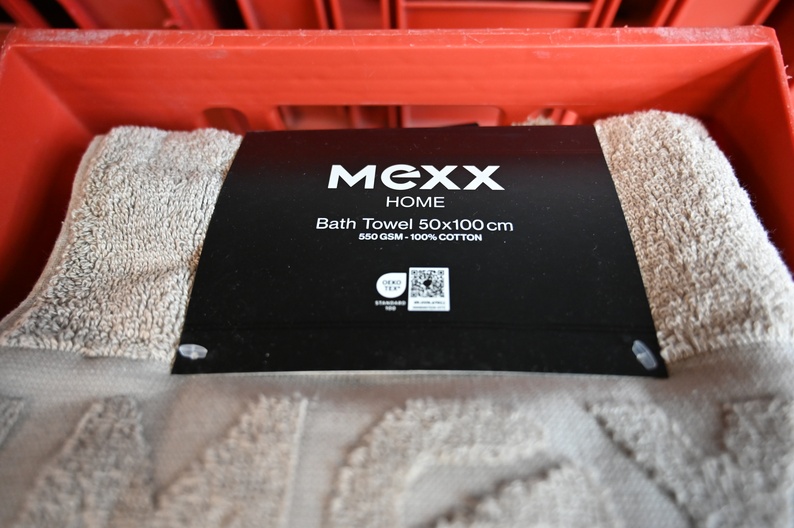 mexx
HOME
Bath Towel 50x100 cm
550 GSM - 100% COTTON
OEKO
TEX®
STANDARD
100